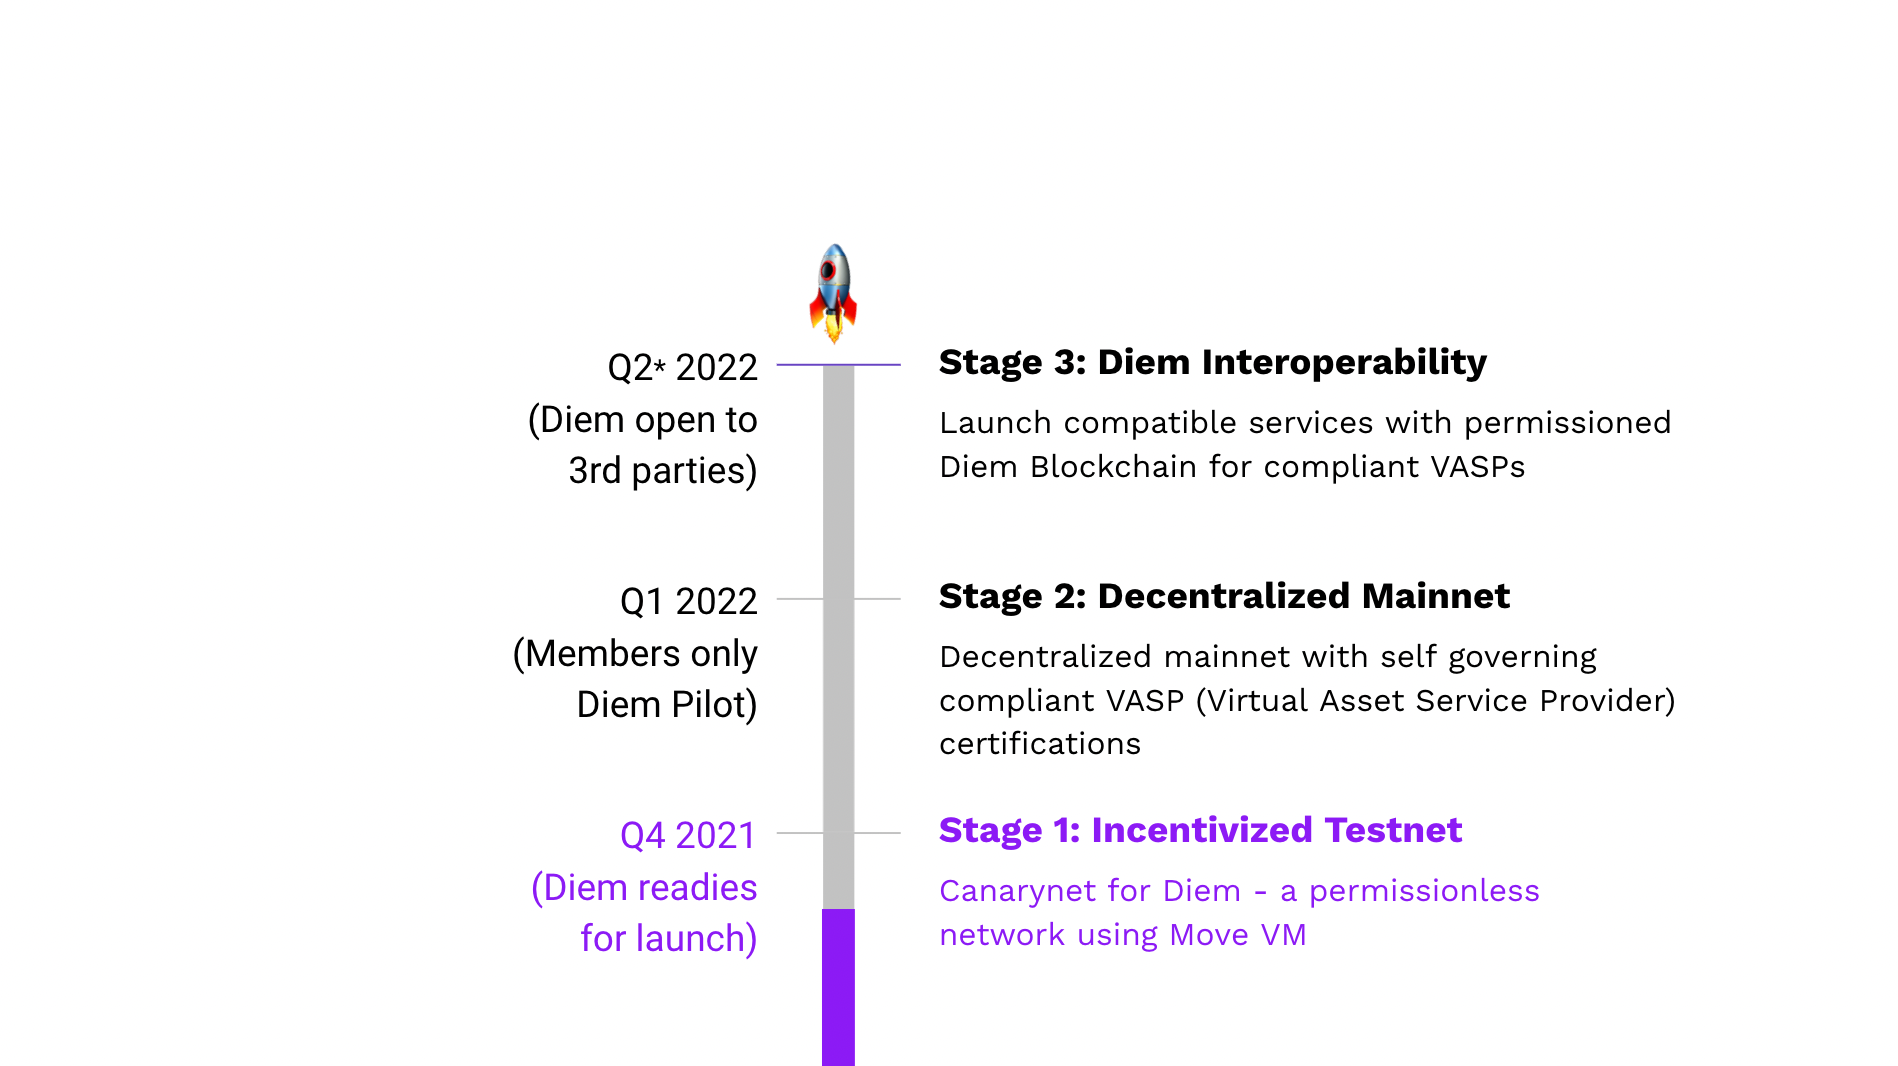 Q2* 2022
(Diem open to
3rd parties)
Stage 3: Diem Interoperability
Launch compatible services with permissioned
Diem Blockchain for compliant VASPs
Q1 2022
(Members only
Diem Pilot)
Stage 2: Decentralized Mainnet
Decentralized mainnet with self governing
compliant VASP (Virtual Asset Service Provider)
certifications
Q4 2021
(Diem readies
for launch)
Stage 1: Incentivized Testnet
Canarynet for Diem - a permissionless
network using Move VM